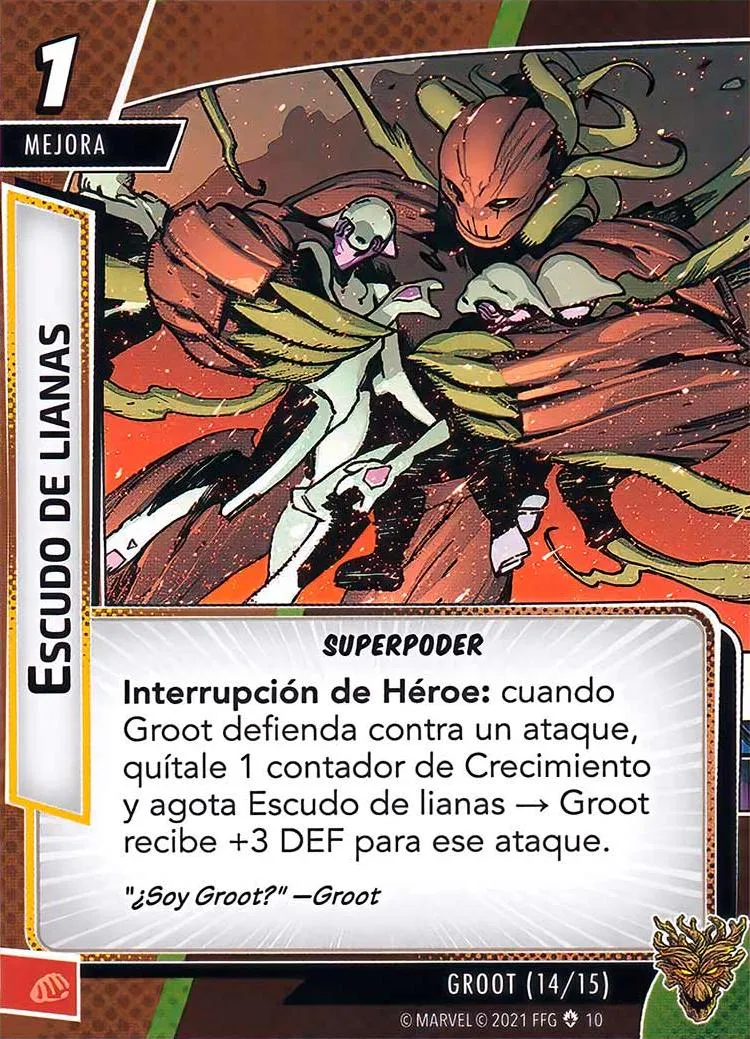 1
MEJORA
ESCUDO DE LIANAS
SUPERPODER
Interrupción de Héroe: cuando
Groot defienda contra un ataque,
quítale 1 contador de Crecimiento
y agota Escudo de lianas → Groot
recibe +3 DEF para ese ataque.
"¿Soy Groot?" —Groot
GROOT (14/15)
© MARVEL © 2021 FFG 10